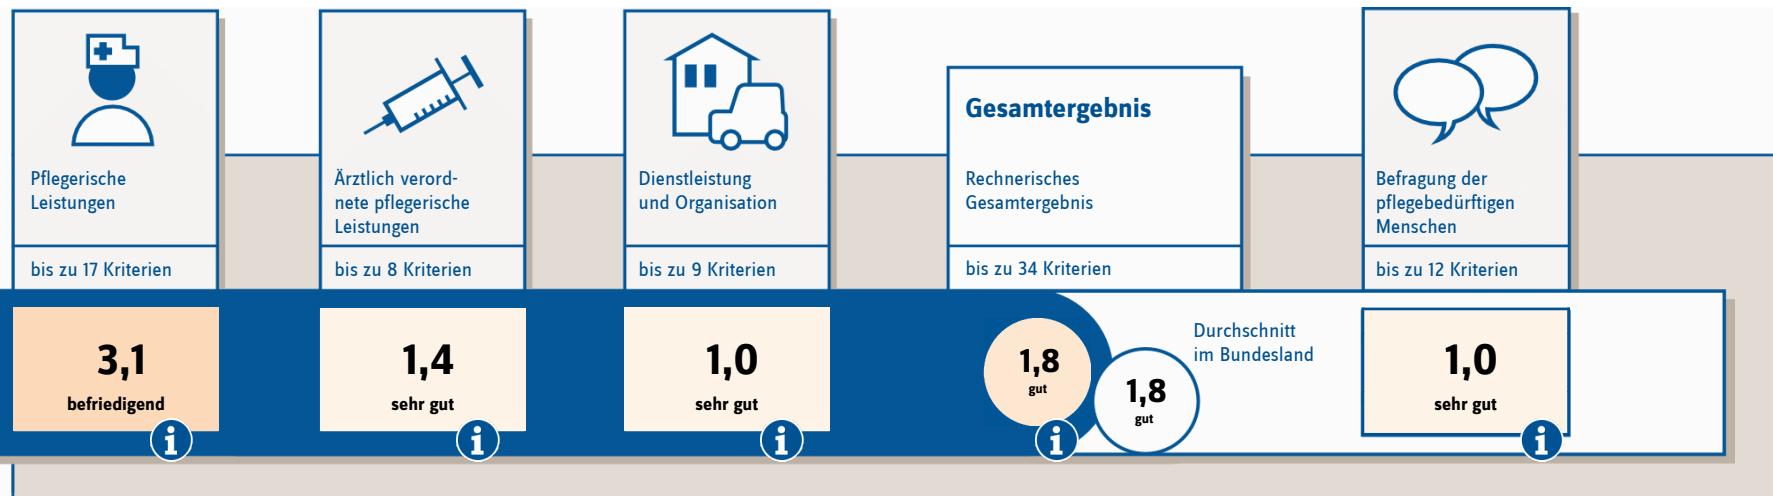 Pflegerische
Leistungen
bis zu 17 Kriterien
3,1
befriedigend
i
Ärztlich verord-
nete pflegerische
Leistungen
bis zu 8 Kriterien
1,4
sehr gut
i
Dienstleistung
und Organisation
bis zu 9 Kriterien
1,0
sehr gut
i
Gesamtergebnis
Rechnerisches
Gesamtergebnis
bis zu 34 Kriterien
1,8
gut
i
Durchschnitt
im Bundesland
1,8
gut
Befragung der
pflegebedürftigen
Menschen
bis zu 12 Kriterien
1,0
sehr gut
i